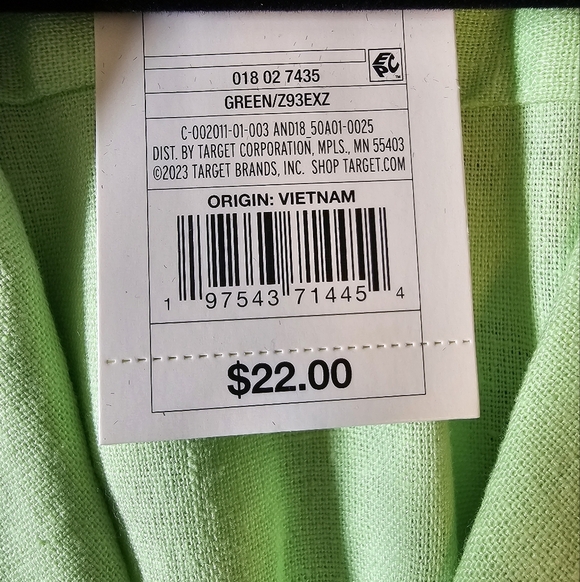 EPC™
018 02 7435
GREEN/Z93EXZ
C-002011-01-003 AND18_50A01-0025
DIST. BY TARGET CORPORATION, MPLS., MN 55403
©2023 TARGET BRANDS, INC. SHOP TARGET.COM
ORIGIN: VIETNAM
1 97543 71445 4
$22.00